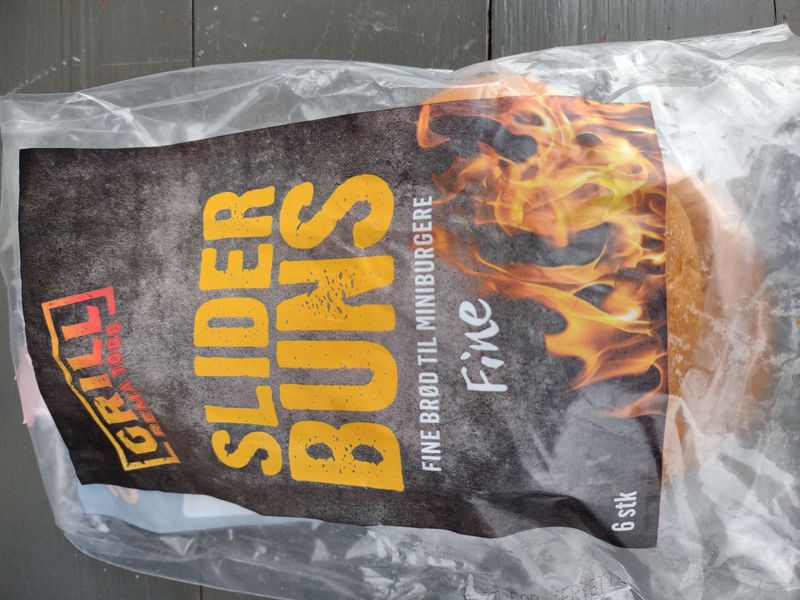 GRILL
REMA 1000
SLIDER
BUNS
FINE BRØD TIL MINIBURGERE
Fine
6 stk